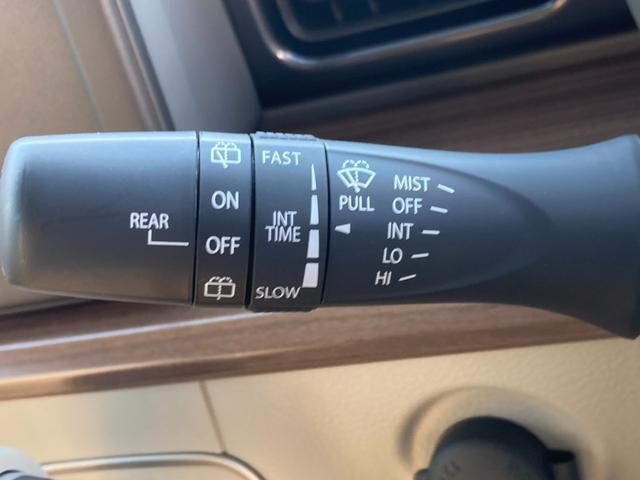 REAR
ON
OFF
FAST
INT
TIME
SLOW
PULL
MIST
OFF
INT
LO
HI